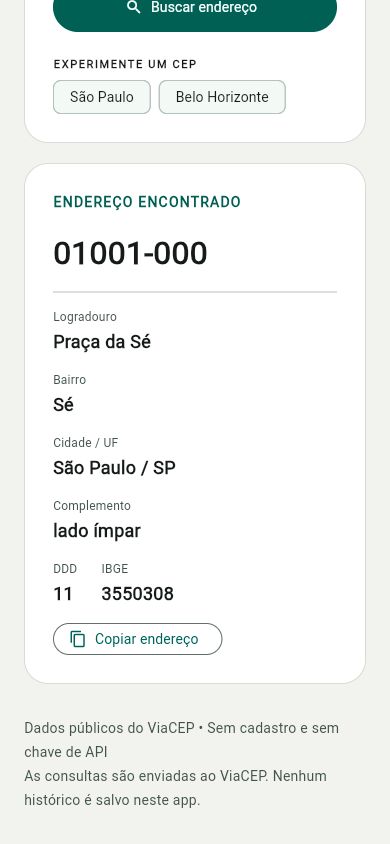 Buscar endereço
EXPERIMENTE UM CEP
São Paulo
Belo Horizonte
ENDEREÇO ENCONTRADO
01001-000
Logradouro
Praça da Sé
Bairro
Sé
Cidade / UF
São Paulo / SP
Complemento
lado ímpar
DDD
IBGE
11
3550308
Copiar endereço
Dados públicos do ViaCEP • Sem cadastro e sem
chave de API
As consultas são enviadas ao ViaCEP. Nenhum
histórico é salvo neste app.